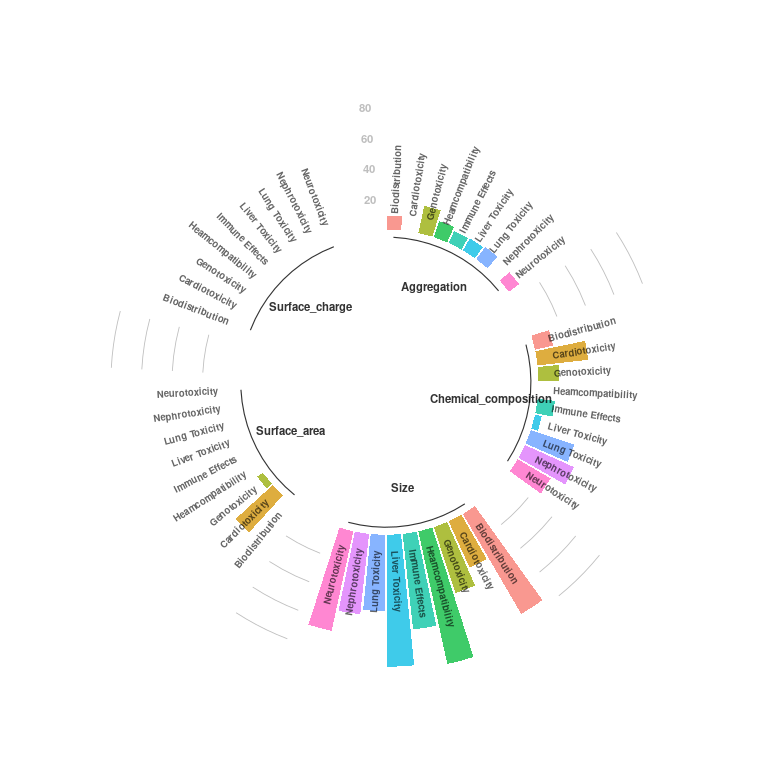 80
60
40
20
Biodistribution
Cardiotoxicity
Genotoxicity
Heamcompatibility
Immune Effects
Liver Toxicity
Lung Toxicity
Nephrotoxicity
Neurotoxicity
Aggregation
Biodistribution
Cardiotoxicity
Genotoxicity
Heamcompatibility
Immune Effects
Liver Toxicity
Lung Toxicity
Nephrotoxicity
Neurotoxicity
Chemical_composition
Biodistribution
Cardiotoxicity
Genotoxicity
Heamcompatibility
Immune Effects
Liver Toxicity
Lung Toxicity
Nephrotoxicity
Neurotoxicity
Size
Biodistribution
Cardiotoxicity
Genotoxicity
Heamcompatibility
Immune Effects
Liver Toxicity
Lung Toxicity
Nephrotoxicity
Neurotoxicity
Surface_area
Biodistribution
Cardiotoxicity
Genotoxicity
Heamcompatibility
Immune Effects
Liver Toxicity
Lung Toxicity
Nephrotoxicity
Neurotoxicity
Surface_charge